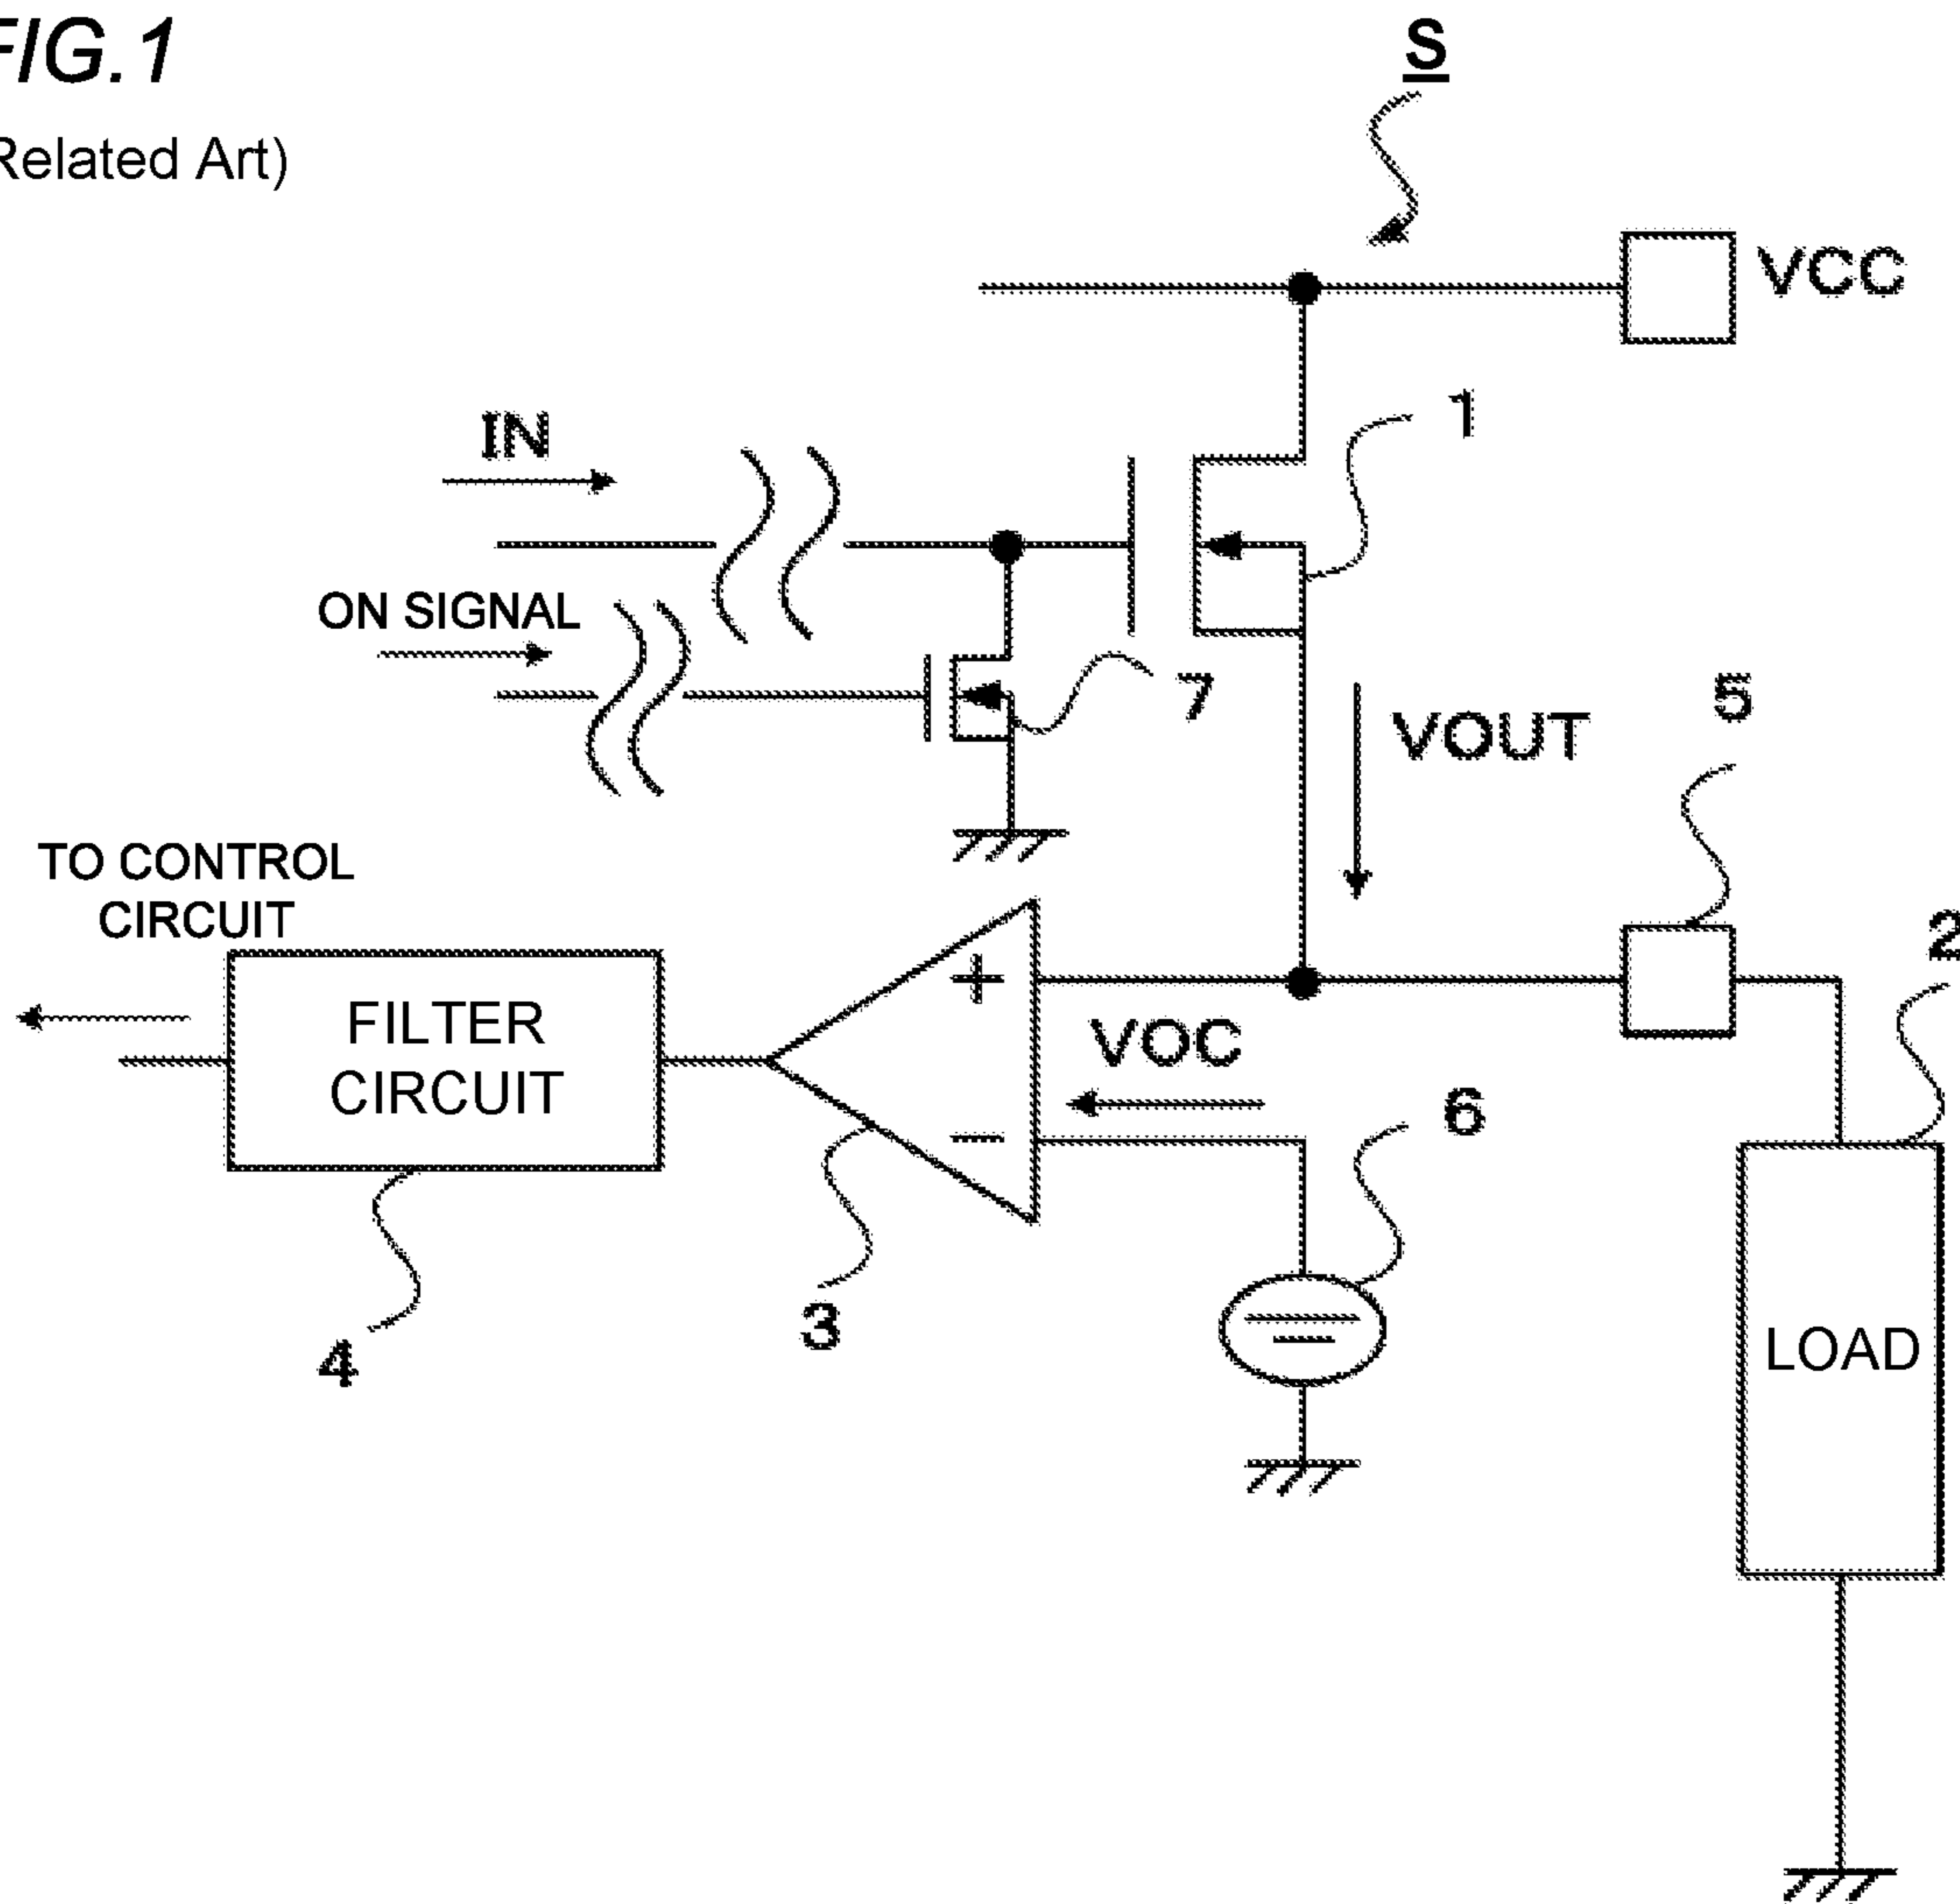 FIG.1
Related Art)
S
VCC
1
IN
ON SIGNAL
7
VOUT
5
TO CONTROL
CIRCUIT
2
FILTER
CIRCUIT
+
VOC
−
6
3
4
LOAD